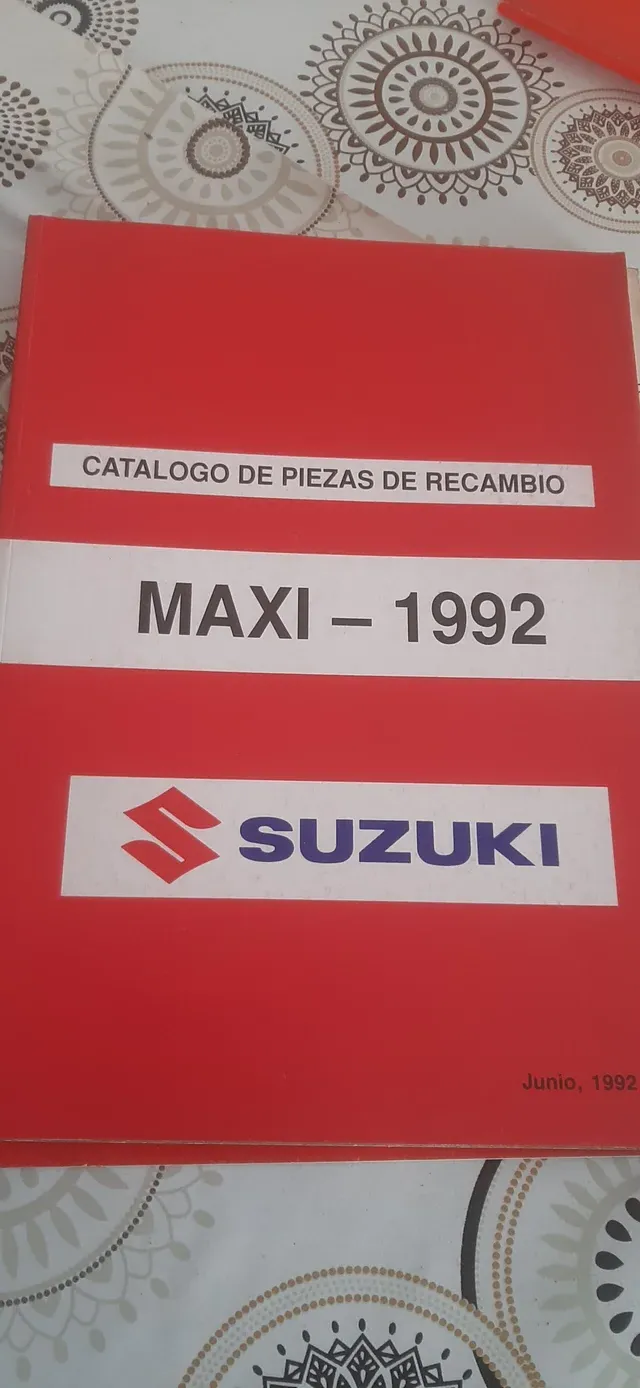 CATALOGO DE PIEZAS DE RECAMBIO
MAXI – 1992
SUZUKI
Junio, 1992